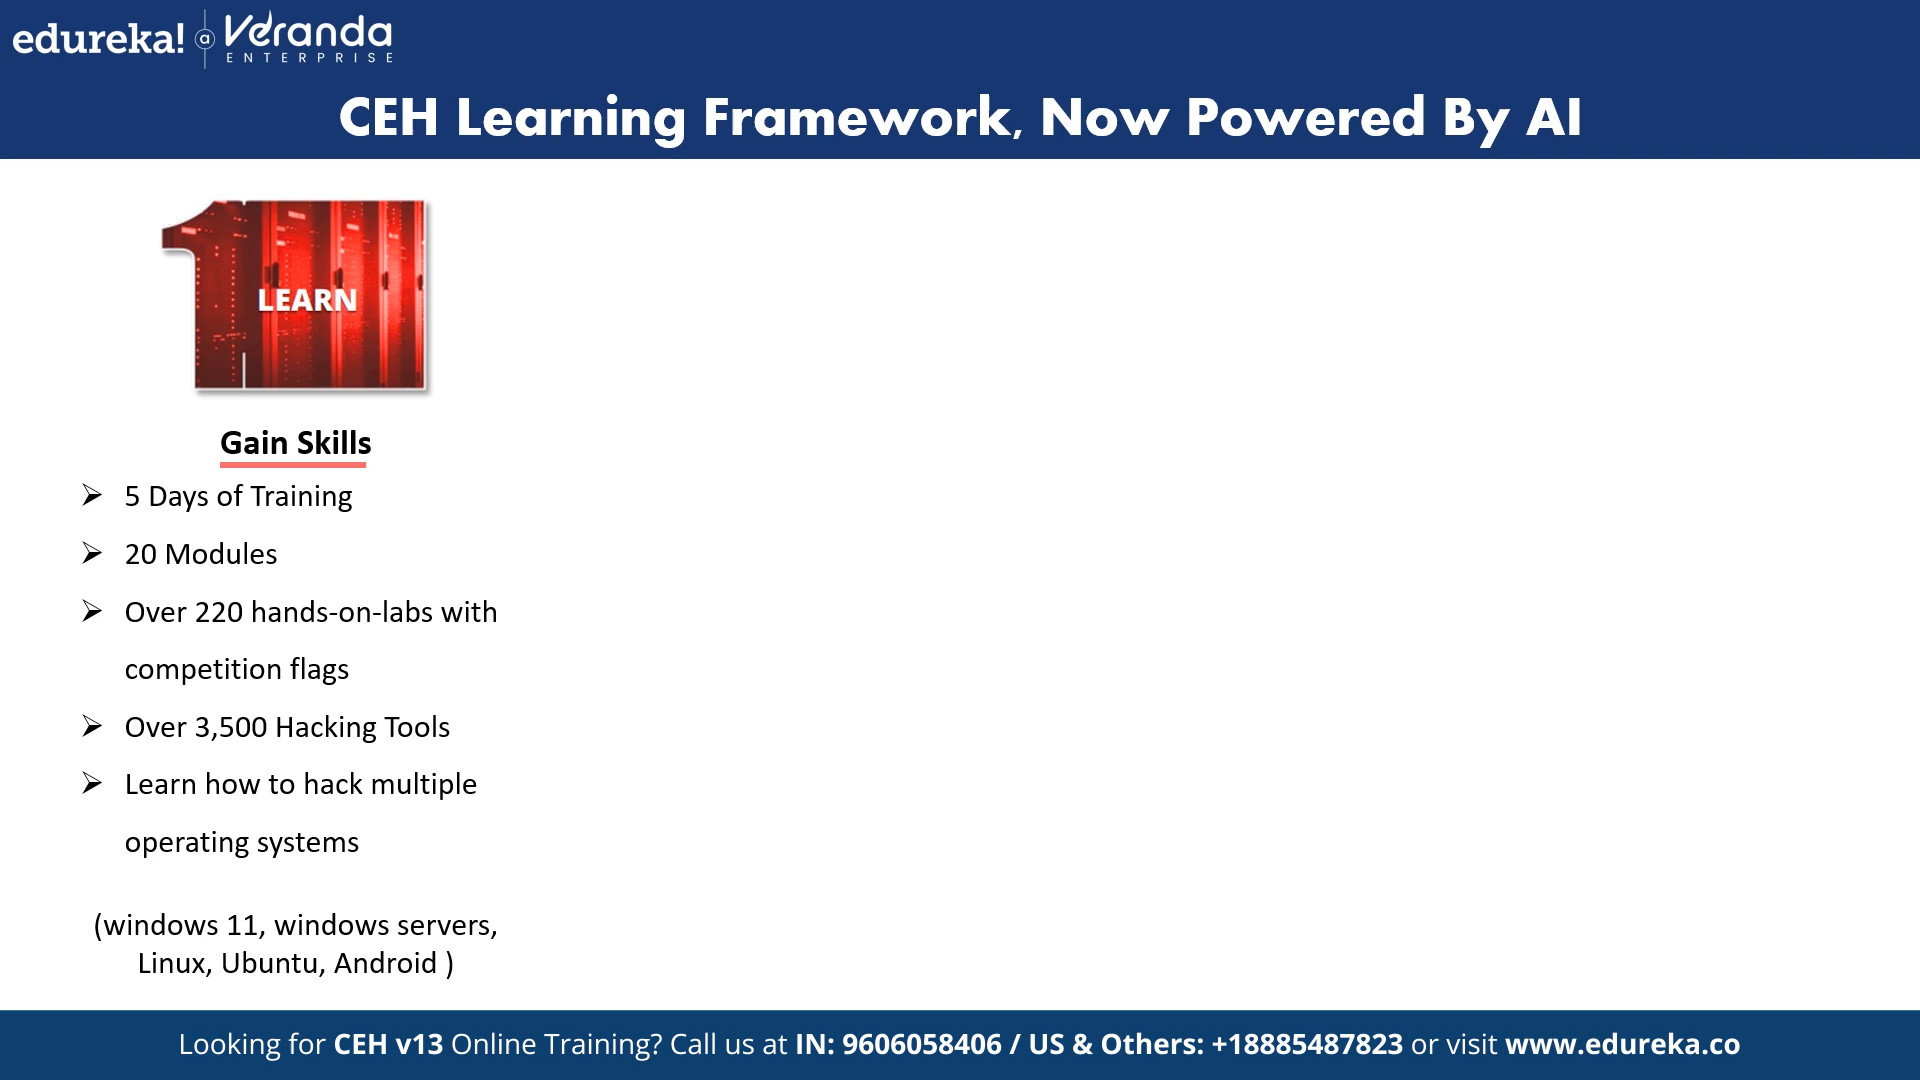 edureka! a Veranda
ENTERPRISE
CEH Learning Framework, Now Powered By AI
1
LEARN
Gain Skills
➢ 5 Days of Training
➢ 20 Modules
➢ Over 220 hands-on-labs with
competition flags
➢ Over 3,500 Hacking Tools
➢ Learn how to hack multiple
operating systems
(windows 11, windows servers,
Linux, Ubuntu, Android )
Looking for CEH v13 Online Training? Call us at IN: 9606058406 / US & Others: +18885487823 or visit www.edureka.co